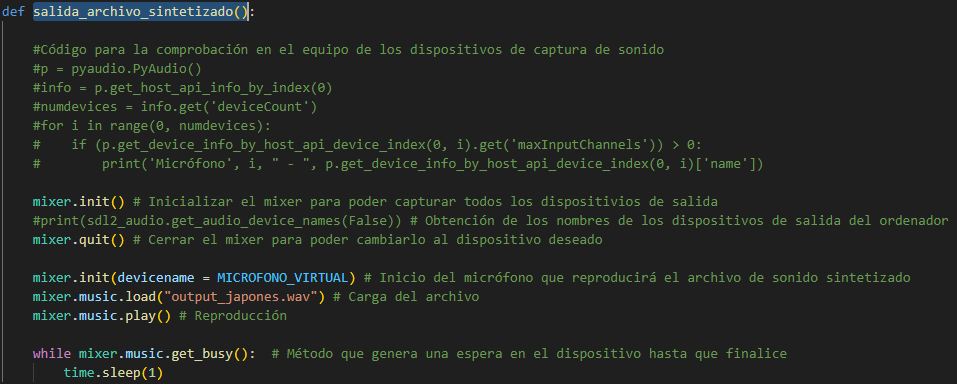 def salida_archivo_sintetizado():
#Código para la comprobación en el equipo de los dispositivos de captura de sonido
#p = pyaudio.PyAudio()
#info = p.get_host_api_info_by_index(0)
#numdevices = info.get('deviceCount')
#for i in range(0, numdevices):
#    if (p.get_device_info_by_host_api_device_index(0, i).get('maxInputChannels')) > 0:
#        print('Micrófono', i, " - ", p.get_device_info_by_host_api_device_index(0, i)['name'])
mixer.init() # Inicializar el mixer para poder capturar todos los dispositivios de salida
#print(sdl2_audio.get_audio_device_names(False)) # Obtención de los nombres de los dispositivos de salida del ordenador
mixer.quit() # Cerrar el mixer para poder cambiarlo al dispositivo deseado
mixer.init(devicename = MICROFONO_VIRTUAL) # Inicio del micrófono que reproducirá el archivo de sonido sintetizado
mixer.music.load("output_japones.wav") # Carga del archivo
mixer.music.play() # Reproducción
while mixer.music.get_busy():  # Método que genera una espera en el dispositivo hasta que finalice
time.sleep(1)